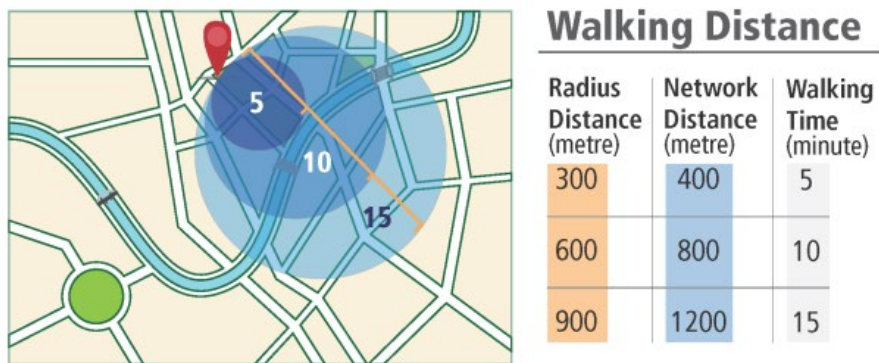 5
10
15
Walking Distance
Radius Network Walking
Distance Distance Time
(metre) (metre) (minute)
300 400 5
600 800 10
900 1200 15